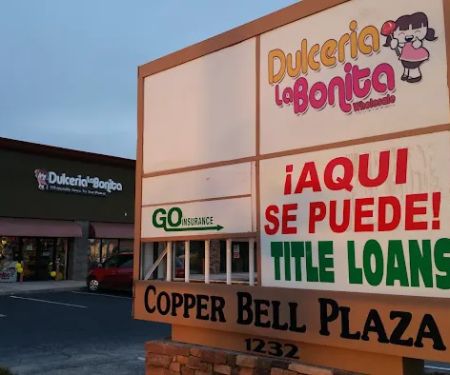 Dulceria
La Bonita
Wholesale
¡AQUI
SE PUEDE!
TITLE LOANS
GO INSURANCE
COPPER BELL PLAZA
1232
Dulceria La Bonita